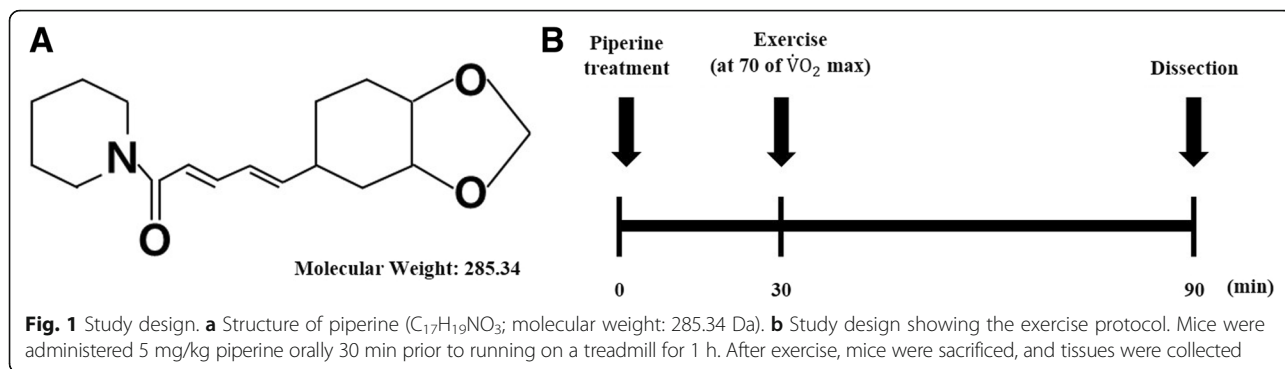 A
O
N
O
O
Molecular Weight: 285.34
B
Piperine
treatment
Exercise
(at 70 of V̇O₂ max)
Dissection
0
30
90
(min)
Fig. 1 Study design. a Structure of piperine (C₁₇H₁₉NO₃; molecular weight: 285.34 Da). b Study design showing the exercise protocol. Mice were
administered 5 mg/kg piperine orally 30 min prior to running on a treadmill for 1 h. After exercise, mice were sacrificed, and tissues were collected